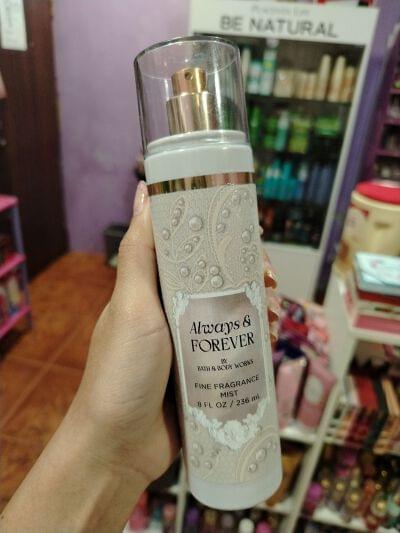 BE NATURAL
Always &
FOREVER
BY
BATH & BODY WORKS
FINE FRAGRANCE
MIST
8 FL OZ / 236 mL